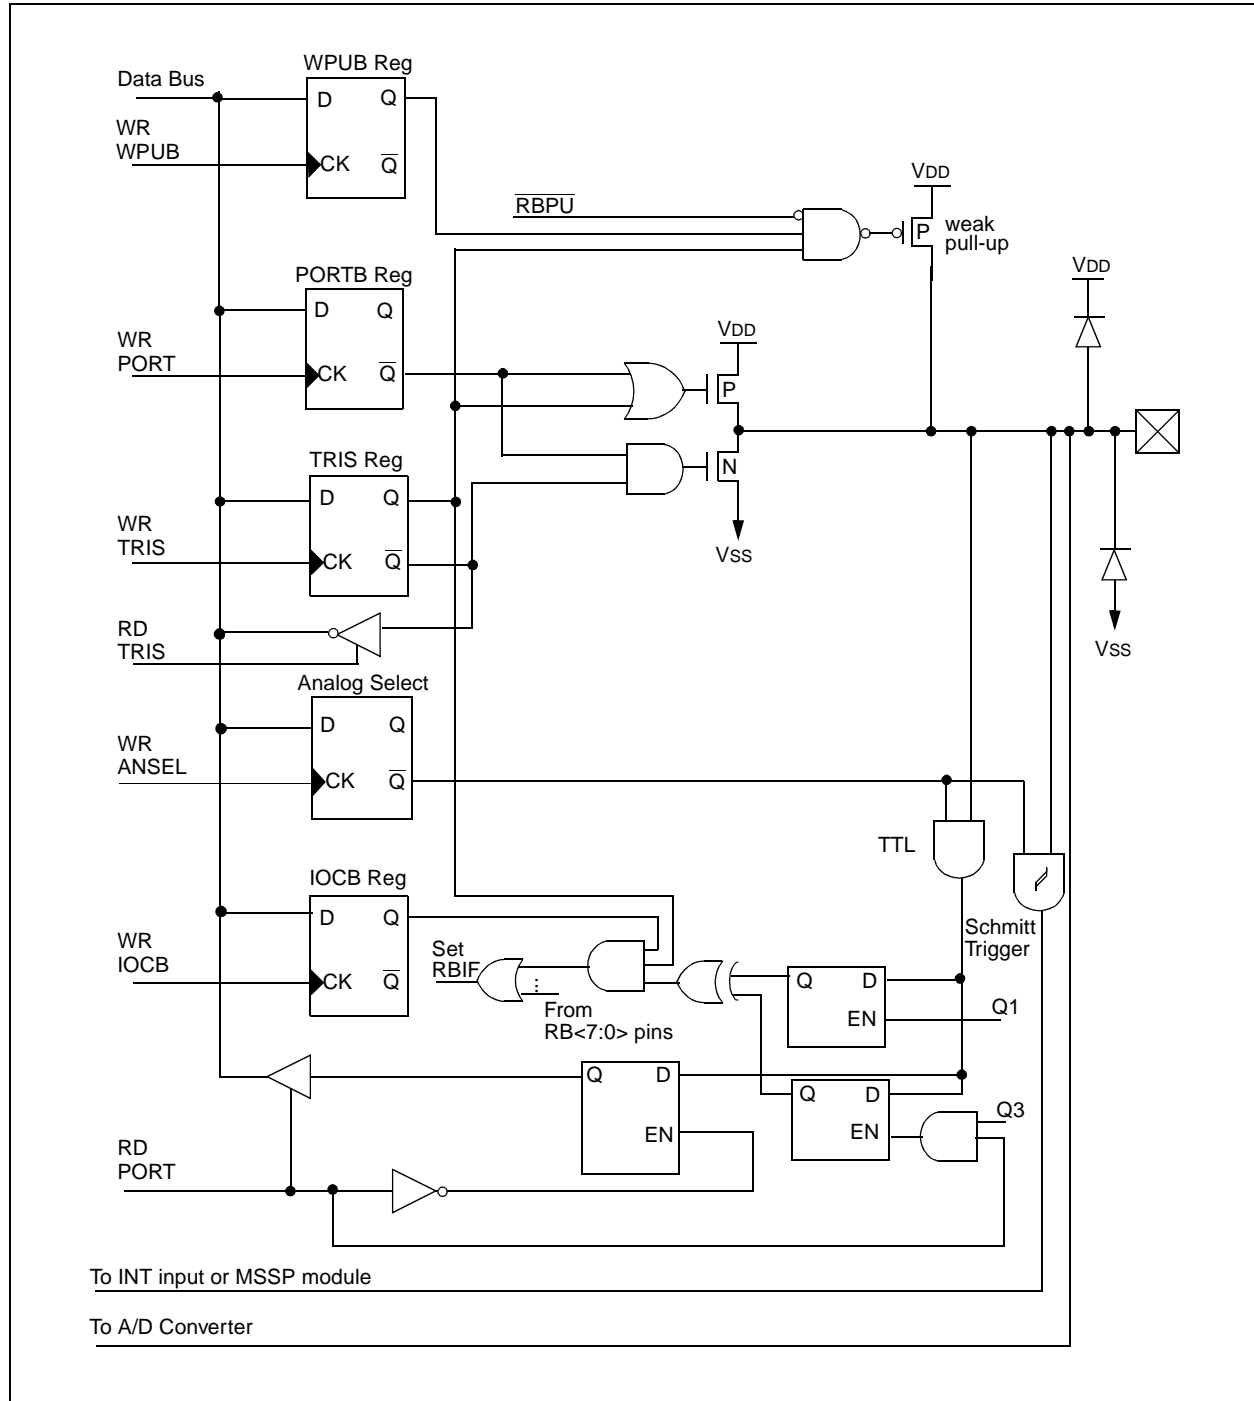 WPUB Reg
Data Bus
D Q
WR
WPUB
CK Q̅
VDD
R̅B̅P̅U̅
P weak
pull-up
VDD
PORTB Reg
D Q
WR
PORT
CK Q̅
VDD
P
TRIS Reg
D Q
N
WR
TRIS
CK Q̅
VSS
RD
TRIS
VSS
Analog Select
D Q
WR
ANSEL
CK Q̅
TTL
IOCB Reg
D Q
Schmitt
Trigger
WR
IOCB
CK Q̅
Set
RBIF
From
RB<7:0> pins
Q D
EN
Q1
Q D
EN
Q D
EN
Q3
RD
PORT
To INT input or MSSP module
To A/D Converter